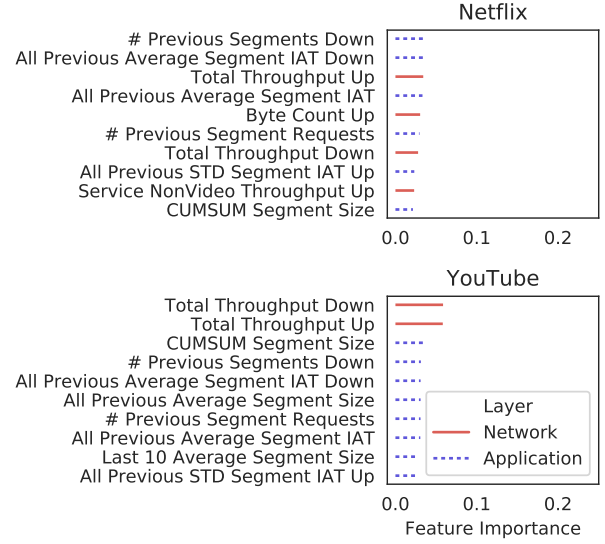 Netflix
# Previous Segments Down
All Previous Average Segment IAT Down
Total Throughput Up
All Previous Average Segment IAT
Byte Count Up
# Previous Segment Requests
Total Throughput Down
All Previous STD Segment IAT Up
Service NonVideo Throughput Up
CUMSUM Segment Size
0.0 0.1 0.2
YouTube
Total Throughput Down
Total Throughput Up
CUMSUM Segment Size
# Previous Segments Down
All Previous Average Segment IAT Down
All Previous Average Segment Size
# Previous Segment Requests
All Previous Average Segment IAT
Last 10 Average Segment Size
All Previous STD Segment IAT Up
Layer
Network
Application
0.0 0.1 0.2
Feature Importance